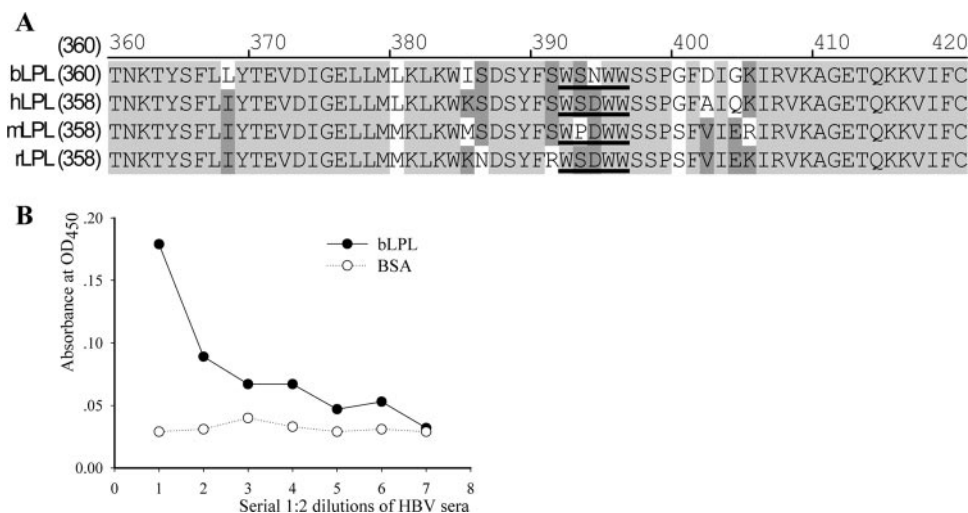 A
(360) 360 370 380 390 400 410 420
bLPL (360) TNKTYSFLLYTEVDIGELLMLKLKWISDSYFSWSNWWSSPGFDIGKIRVKAGETQKKVIFC
hLPL (358) TNKTYSFLIYTEVDIGELLMLKLKWKSDSYFSWSDWWSSPGFAIQKIRVKAGETQKKVIFC
mLPL (358) TNKTYSFLIYTEVDIGELLMMKLKWMSDSYFSWPDWWSSPSFVIERIRVKAGETQKKVIFC
rLPL (358) TNKTYSFLIYTEVDIGELLMMKLKWKNDSYFRWSDWWSSPSFVIEKIRVKAGETQKKVIFC
B
Absorbance at OD450
.20
.15
.10
.05
0.00
bLPL
BSA
0 1 2 3 4 5 6 7 8
Serial 1:2 dilutions of HBV sera